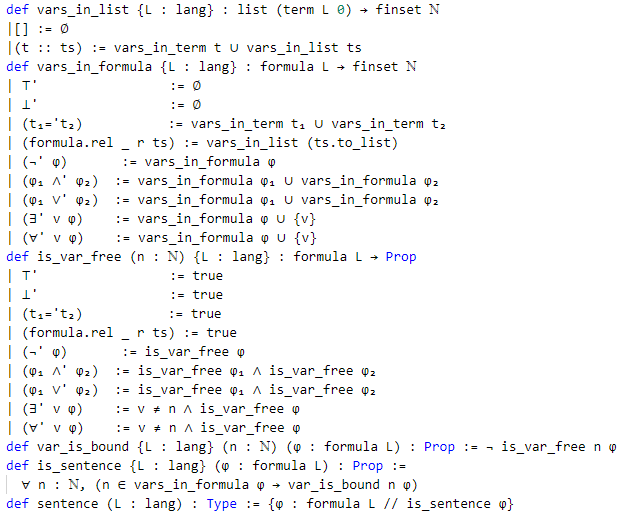 def vars_in_list {L : lang} : list (term L 0) → finset ℕ
|[] := ∅
|(t :: ts) := vars_in_term t ∪ vars_in_list ts
def vars_in_formula {L : lang} : formula L → finset ℕ
| ⊤' := ∅
| ⊥' := ∅
| (t₁='t₂) := vars_in_term t₁ ∪ vars_in_term t₂
| (formula.rel _ r ts) := vars_in_list (ts.to_list)
| (¬' φ) := vars_in_formula φ
| (φ₁ ∧' φ₂) := vars_in_formula φ₁ ∪ vars_in_formula φ₂
| (φ₁ ∨' φ₂) := vars_in_formula φ₁ ∪ vars_in_formula φ₂
| (∃' v φ) := vars_in_formula φ ∪ {v}
| (∀' v φ) := vars_in_formula φ ∪ {v}
def is_var_free (n : ℕ) {L : lang} : formula L → Prop
| ⊤' := true
| ⊥' := true
| (t₁='t₂) := true
| (formula.rel _ r ts) := true
| (¬' φ) := is_var_free φ
| (φ₁ ∧' φ₂) := is_var_free φ₁ ∧ is_var_free φ₂
| (φ₁ ∨' φ₂) := is_var_free φ₁ ∧ is_var_free φ₂
| (∃' v φ) := v ≠ n ∧ is_var_free φ
| (∀' v φ) := v ≠ n ∧ is_var_free φ
def var_is_bound {L : lang} (n : ℕ) (φ : formula L) : Prop := ¬ is_var_free n φ
def is_sentence {L : lang} (φ : formula L) : Prop :=
∀ n : ℕ, (n ∈ vars_in_formula φ → var_is_bound n φ)
def sentence (L : lang) : Type := {φ : formula L // is_sentence φ}